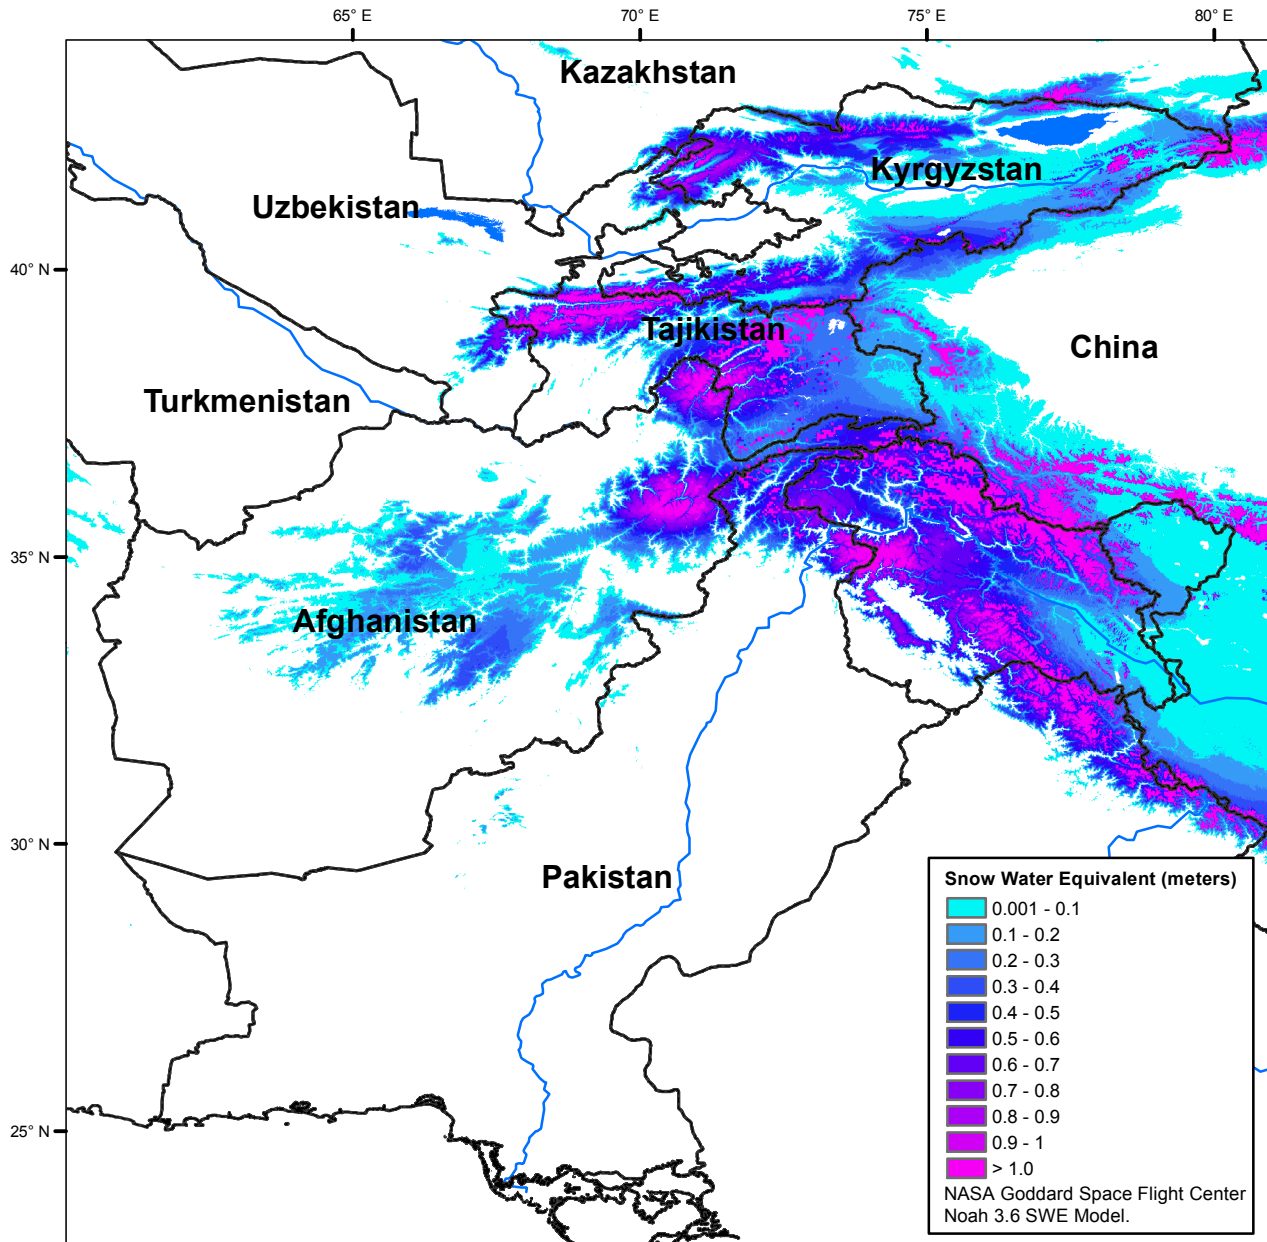 65° E
70° E
75° E
80° E
Kazakhstan
Kyrgyzstan
Uzbekistan
40° N
Tajikistan
China
Turkmenistan
35° N
Afghanistan
30° N
Pakistan
25° N
Snow Water Equivalent (meters)
0.001 - 0.1
0.1 - 0.2
0.2 - 0.3
0.3 - 0.4
0.4 - 0.5
0.5 - 0.6
0.6 - 0.7
0.7 - 0.8
0.8 - 0.9
0.9 - 1
> 1.0
NASA Goddard Space Flight Center
Noah 3.6 SWE Model.